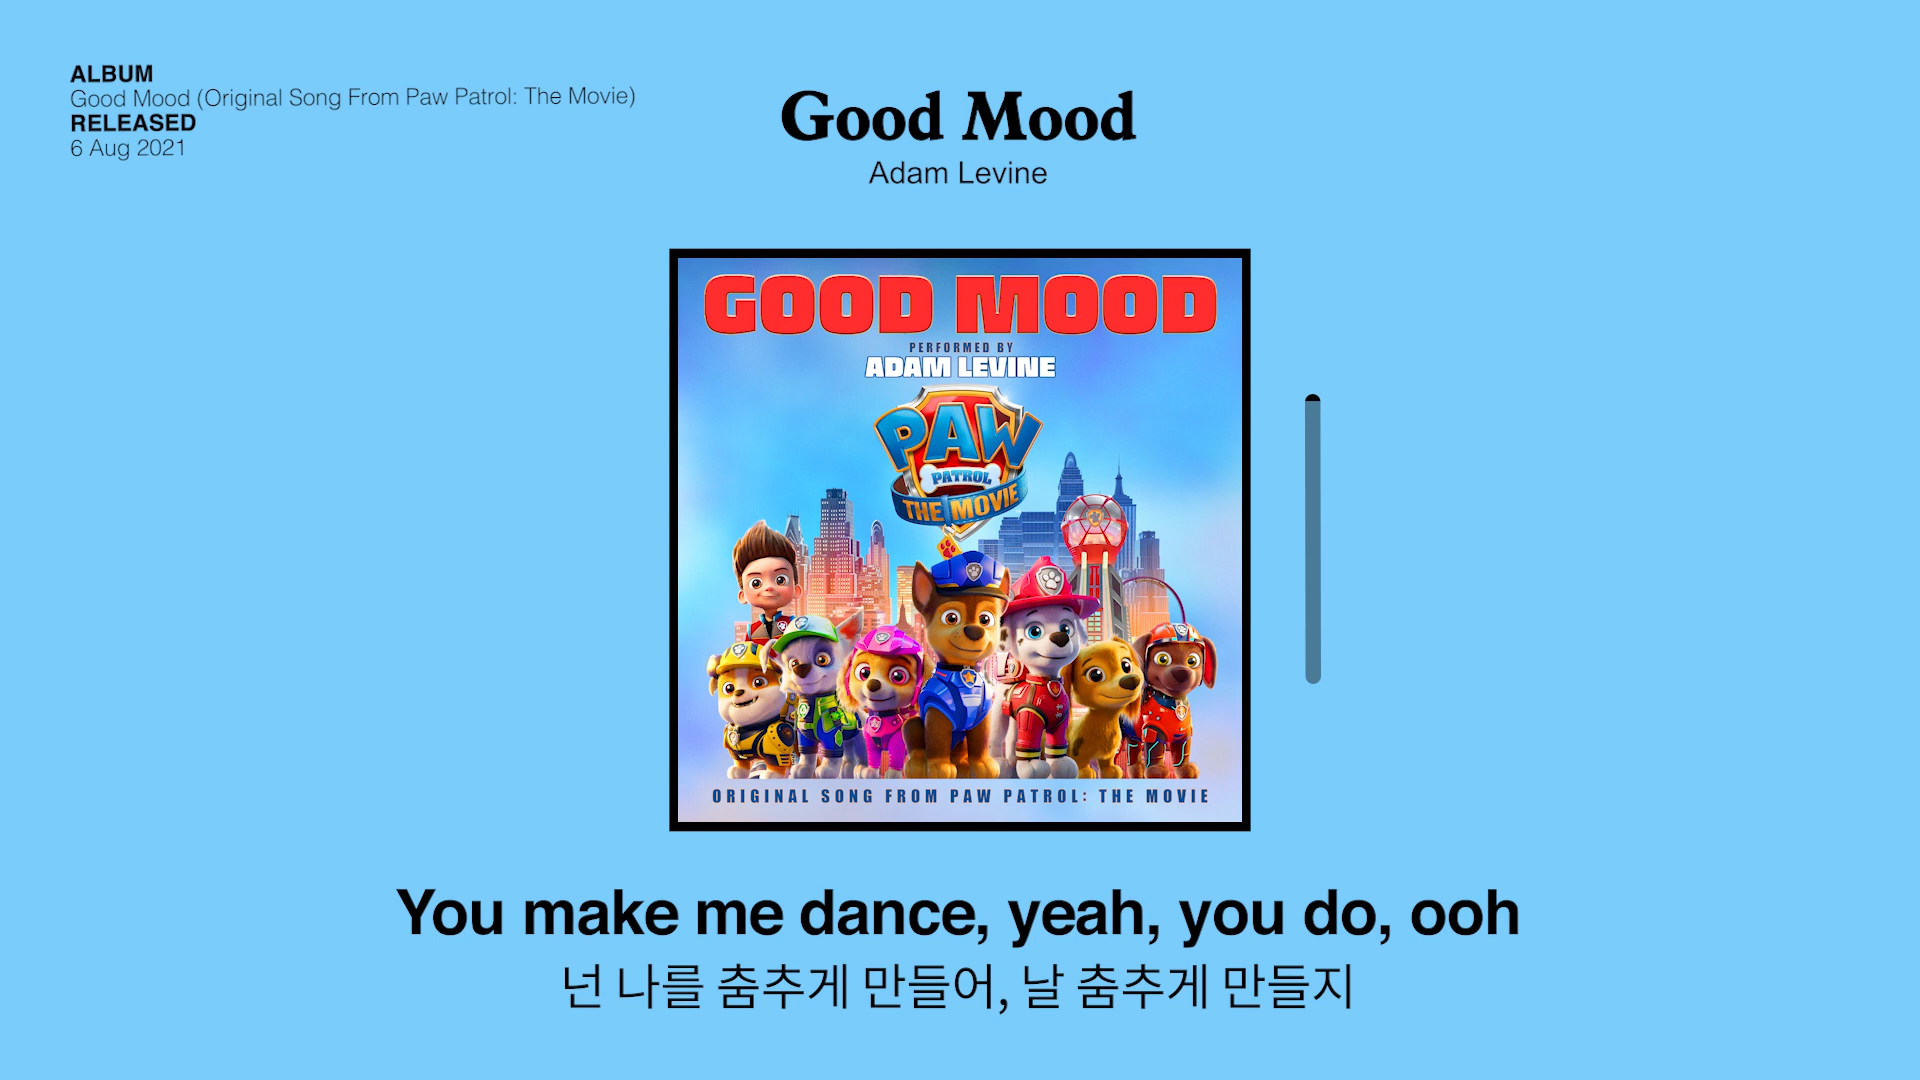 ALBUM
Good Mood (Original Song From Paw Patrol: The Movie)
RELEASED
6 Aug 2021
Good Mood
Adam Levine
GOOD MOOD
PERFORMED BY
ADAM LEVINE
PAW
PATROL
THE MOVIE
ORIGINAL SONG FROM PAW PATROL: THE MOVIE
You make me dance, yeah, you do, ooh
넌 나를 춤추게 만들어, 날 춤추게 만들지